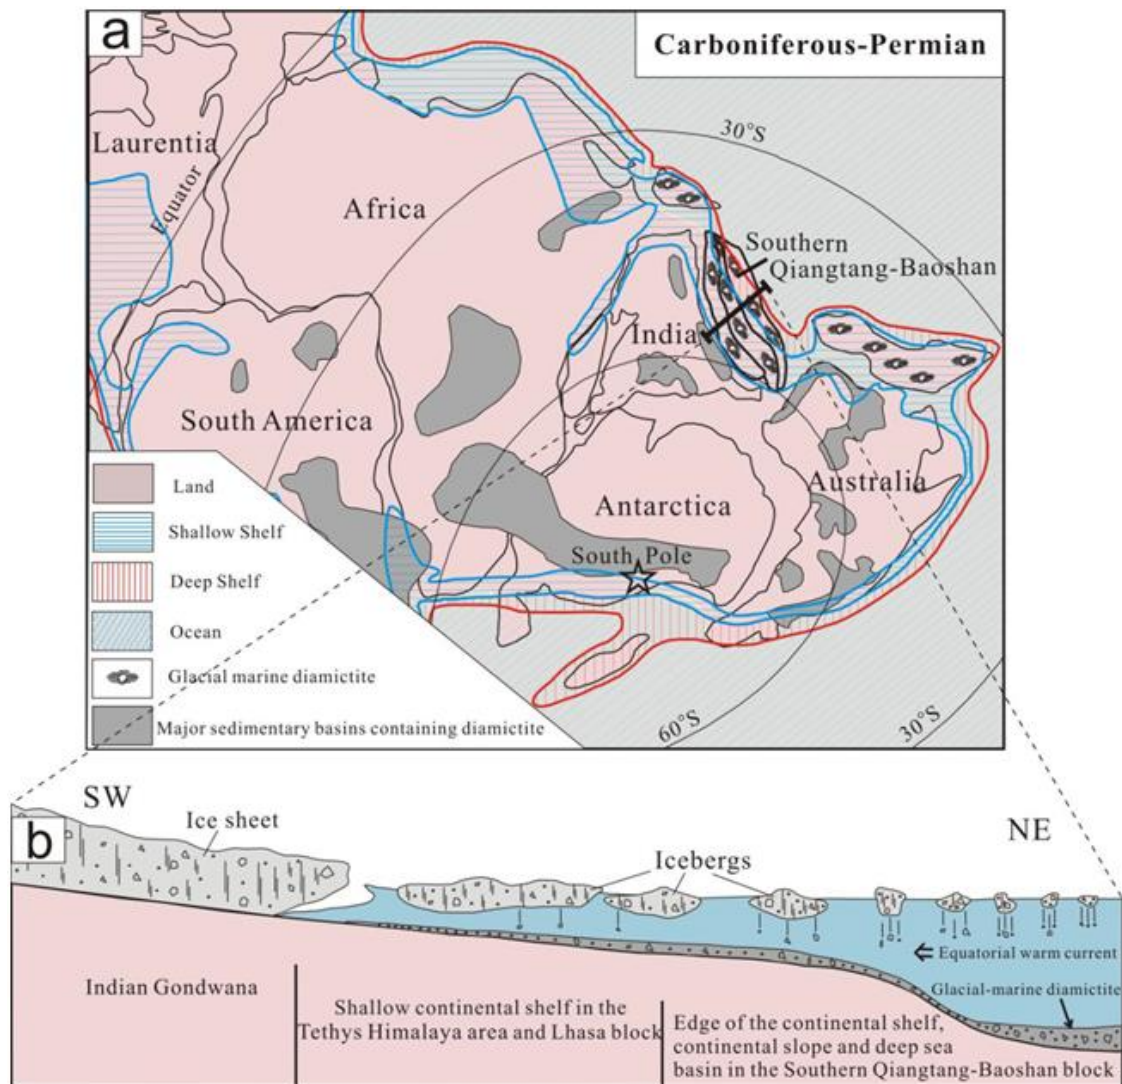 a
Carboniferous-Permian
Laurentia
30°S
Equator
Africa
Southern
Qiangtang-Baoshan
India
South America
Australia
Antarctica
South Pole
Land
Shallow Shelf
Deep Shelf
Ocean
Glacial marine diamictite
Major sedimentary basins containing diamictite
60°S
30°S
SW
NE
b
Ice sheet
Icebergs
Equatorial warm current
Glacial-marine diamictite
Indian Gondwana
Shallow continental shelf in the
Tethys Himalaya area and Lhasa block
Edge of the continental shelf,
continental slope and deep sea
basin in the Southern Qiangtang-Baoshan block